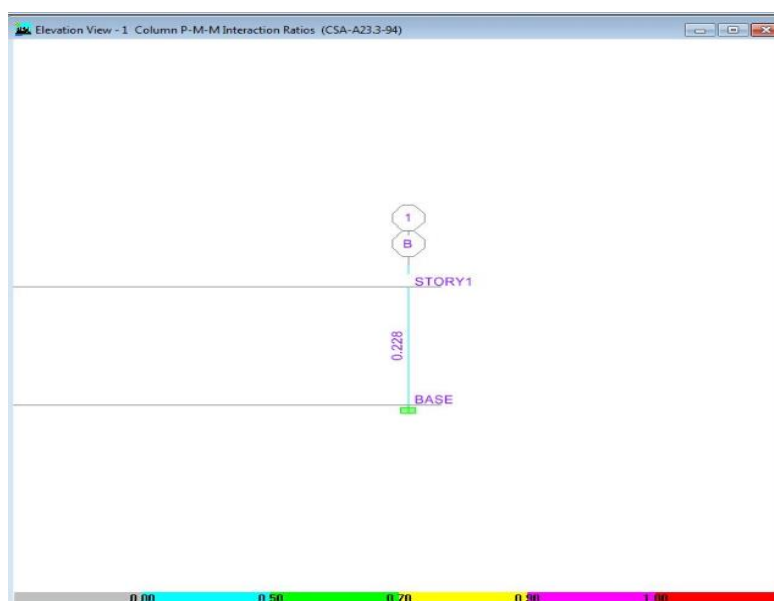 Elevation View - 1 Column P-M-M Interaction Ratios (CSA-A23.3-94)
1
B
STORY1
0.228
BASE
0.00 0.50 0.70 0.90 1.00